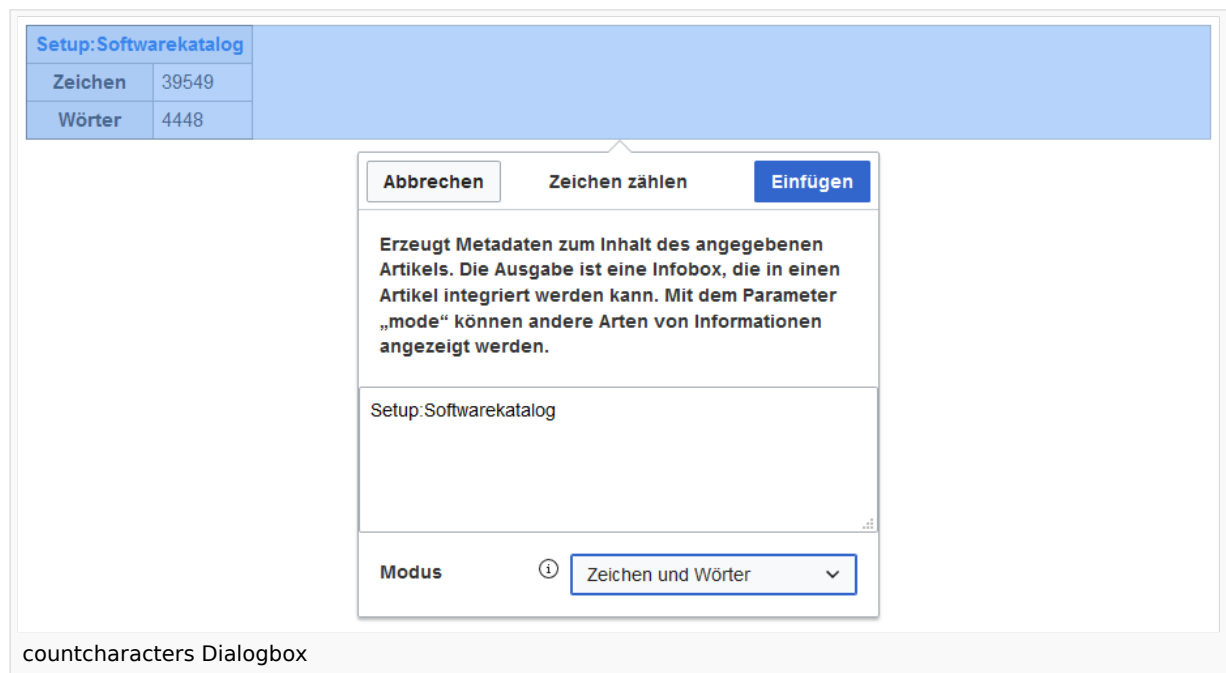 Setup:Softwarekatalog
Zeichen 39549
Wörter 4448
Abbrechen Zeichen zählen Einfügen
Erzeugt Metadaten zum Inhalt des angegebenen
Artikels. Die Ausgabe ist eine Infobox, die in einen
Artikel integriert werden kann. Mit dem Parameter
„mode“ können andere Arten von Informationen
angezeigt werden.
Setup:Softwarekatalog
Modus Zeichen und Wörter
countcharacters Dialogbox